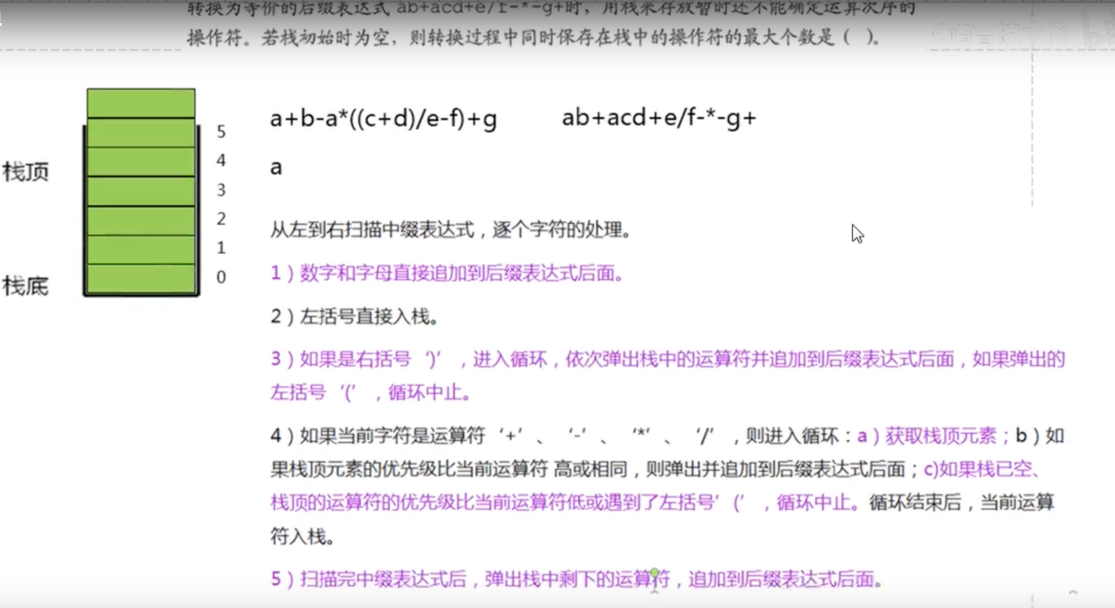 转换为等价的后缀表达式 ab+acd+e/f-*-g+时，用栈来存放暂时还不能确定运算次序的
操作符。若栈初始时为空，则转换过程中同时保存在栈中的操作符的最大个数是（ ）。
a+b-a*((c+d)/e-f)+g ab+acd+e/f-*-g+
5
栈顶 4
a
3
2
1
栈底 0
从左到右扫描中缀表达式，逐个字符的处理。
1）数字和字母直接追加到后缀表达式后面。
2）左括号直接入栈。
3）如果是右括号‘)’，进入循环，依次弹出栈中的运算符并追加到后缀表达式后面，如果弹出的
左括号‘(’，循环中止。
4）如果当前字符是运算符‘+’、‘-’、‘*’、‘/’，则进入循环：a）获取栈顶元素；b）如
果栈顶元素的优先级比当前运算符 高或相同，则弹出并追加到后缀表达式后面；c)如果栈已空、
栈顶的运算符的优先级比当前运算符低或遇到了左括号’(’，循环中止。循环结束后，当前运算
符入栈。
5）扫描完中缀表达式后，弹出栈中剩下的运算符，追加到后缀表达式后面。